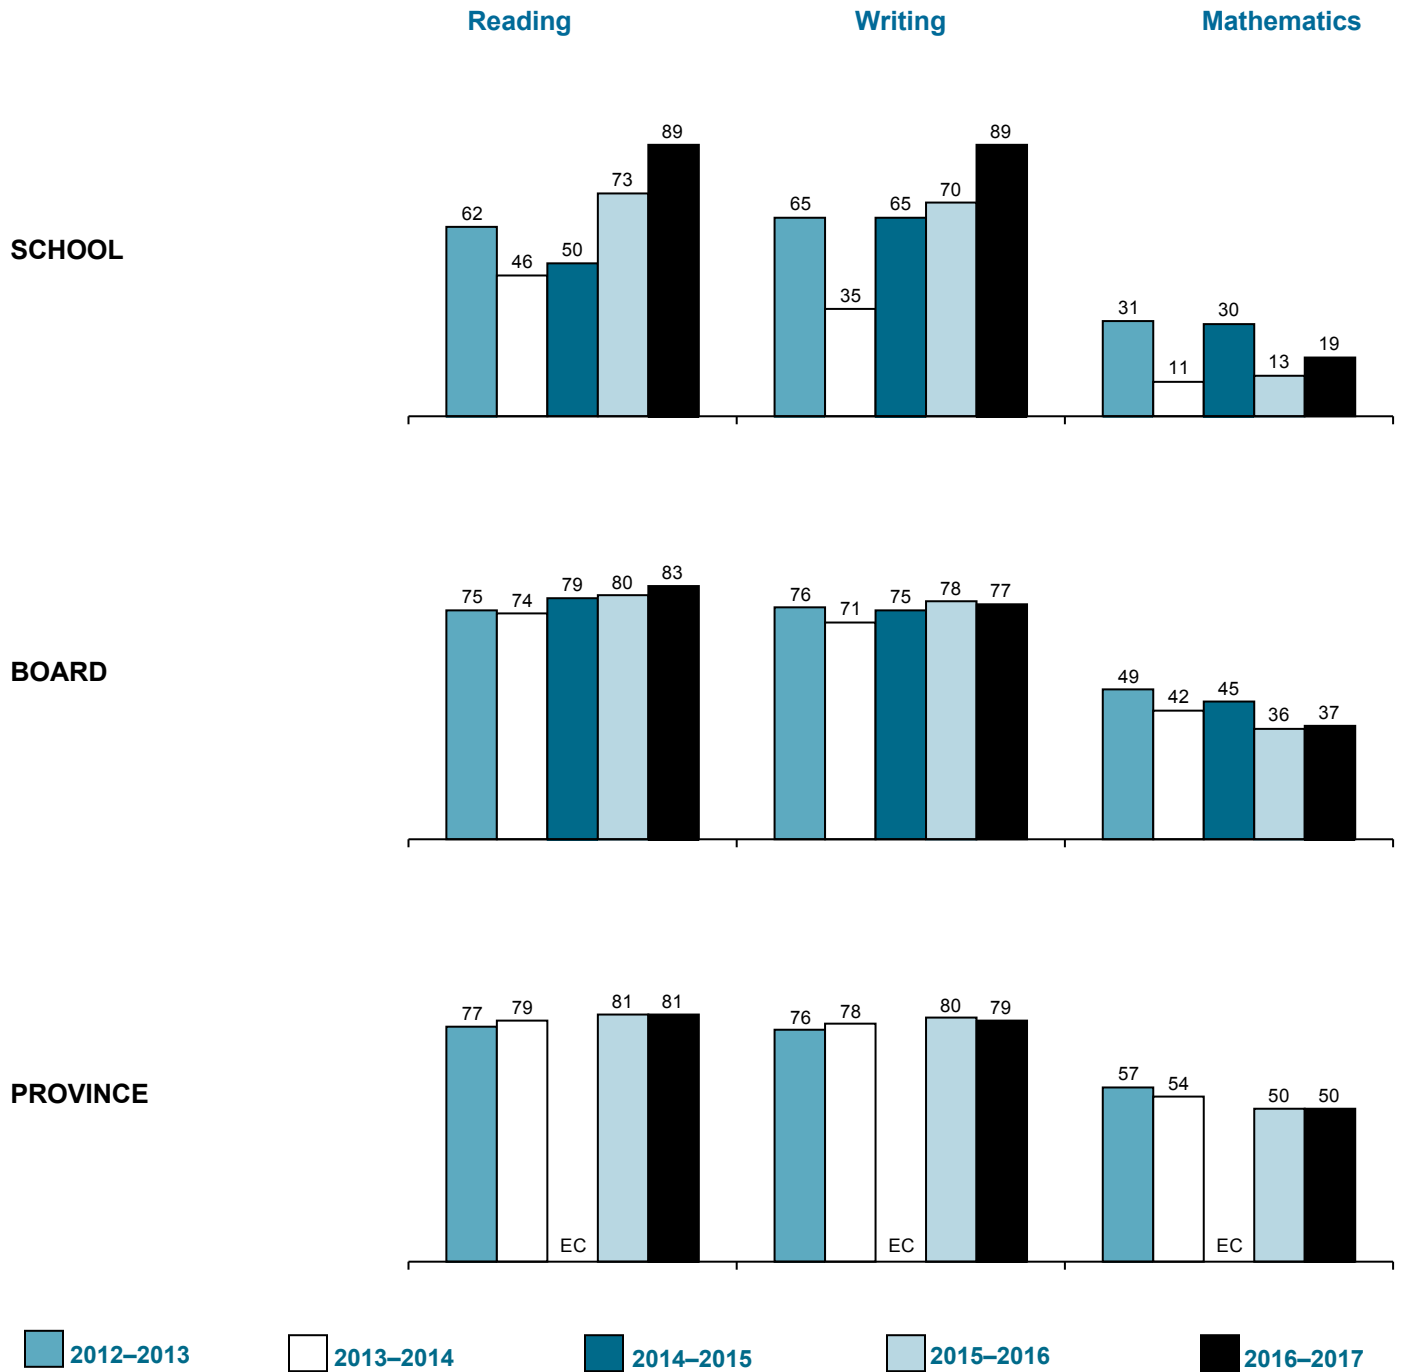 Reading Writing Mathematics
SCHOOL
62 46 50 73 89
65 35 65 70 89
31 11 30 13 19
BOARD
75 74 79 80 83
76 71 75 78 77
49 42 45 36 37
PROVINCE
77 79 EC 81 81
76 78 EC 80 79
57 54 EC 50 50
2012–2013 2013–2014 2014–2015 2015–2016 2016–2017